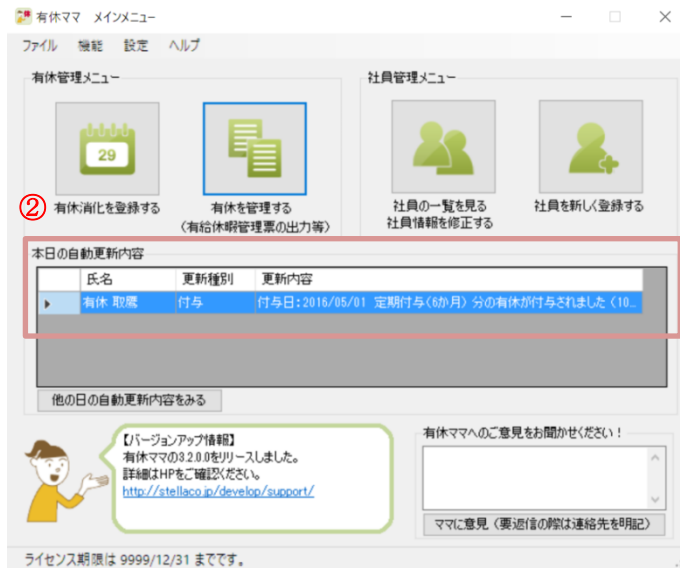 有休ママ メインメニュー
ファイル 機能 設定 ヘルプ
有休管理メニュー
社員管理メニュー
29
② 有休消化を登録する
有休を管理する
(有給休暇管理票の出力等)
社員の一覧を見る
社員情報を修正する
社員を新しく登録する
本日の自動更新内容
氏名 更新種別 更新内容
有休 取鷹 付与 付与日:2016/05/01 定期付与(6か月) 分の有休が付与されました (10...
他の日の自動更新内容をみる
【バージョンアップ情報】
有休ママの3.2.0.0をリリースしました。
詳細はHPをご確認ください。
http://stellaco.jp/develop/support/
有休ママへのご意見をお聞かせください!
ママに意見 (要返信の際は連絡先を明記)
ライセンス期限は 9999/12/31 までです。